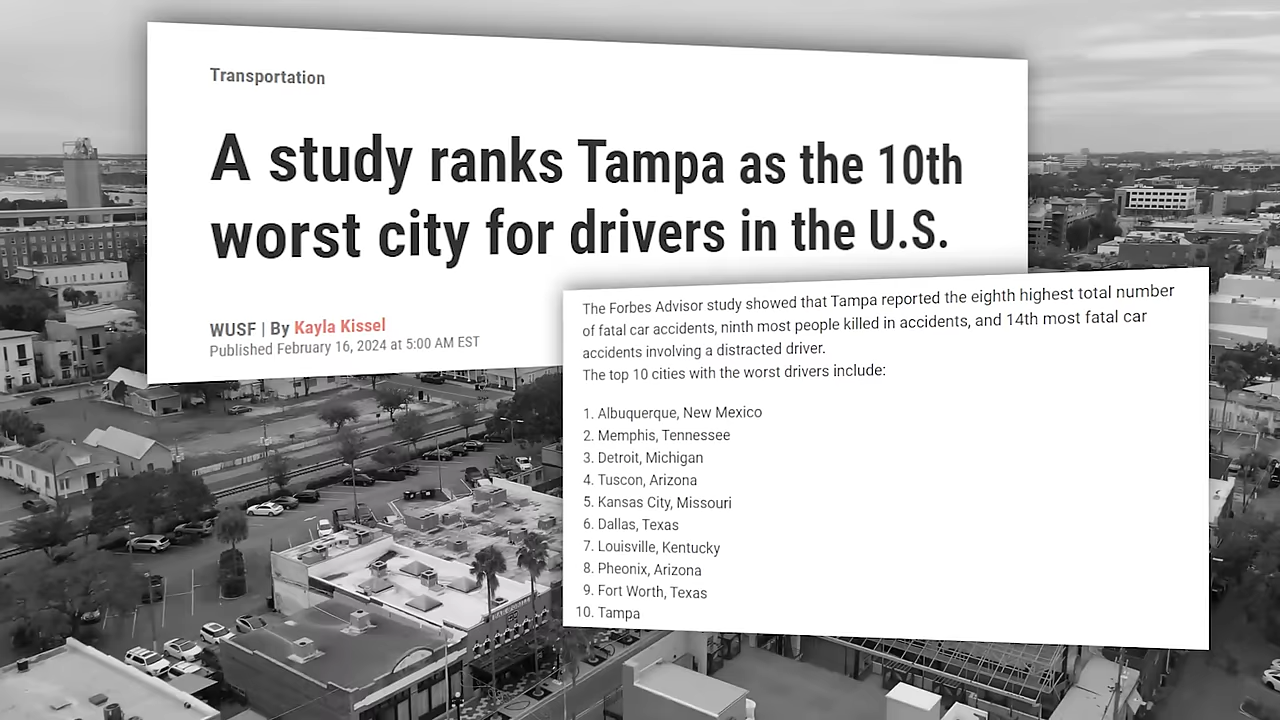 Transportation
A study ranks Tampa as the 10th
worst city for drivers in the U.S.
WUSF | By Kayla Kissel
Published February 16, 2024 at 5:00 AM EST
The Forbes Advisor study showed that Tampa reported the eighth highest total number
of fatal car accidents, ninth most people killed in accidents, and 14th most fatal car
accidents involving a distracted driver.
The top 10 cities with the worst drivers include:
1. Albuquerque, New Mexico
2. Memphis, Tennessee
3. Detroit, Michigan
4. Tuscon, Arizona
5. Kansas City, Missouri
6. Dallas, Texas
7. Louisville, Kentucky
8. Pheonix, Arizona
9. Fort Worth, Texas
10. Tampa